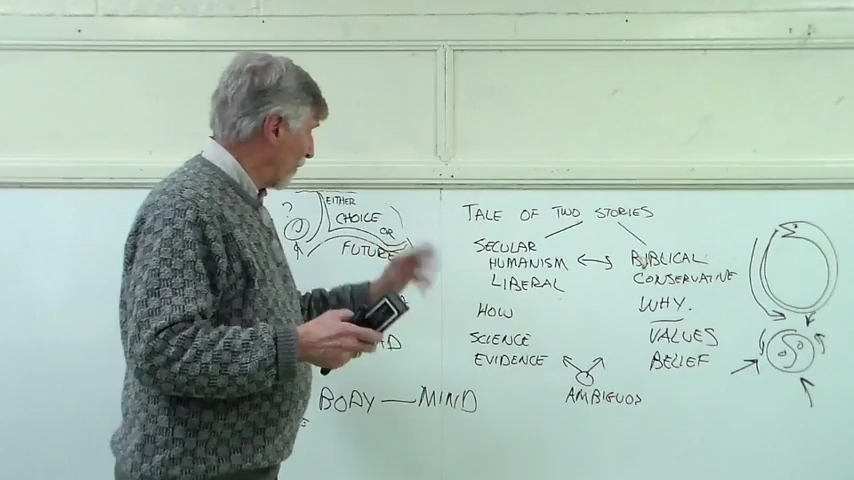 ?
EITHER
CHOICE
OR
FUTURE
BODY — MIND
TALE OF TWO STORIES
SECULAR
HUMANISM
LIBERAL
HOW
SCIENCE
EVIDENCE
BIBLICAL
CONSERVATIVE
WHY.
VALUES
BELIEF
AMBIGUOS